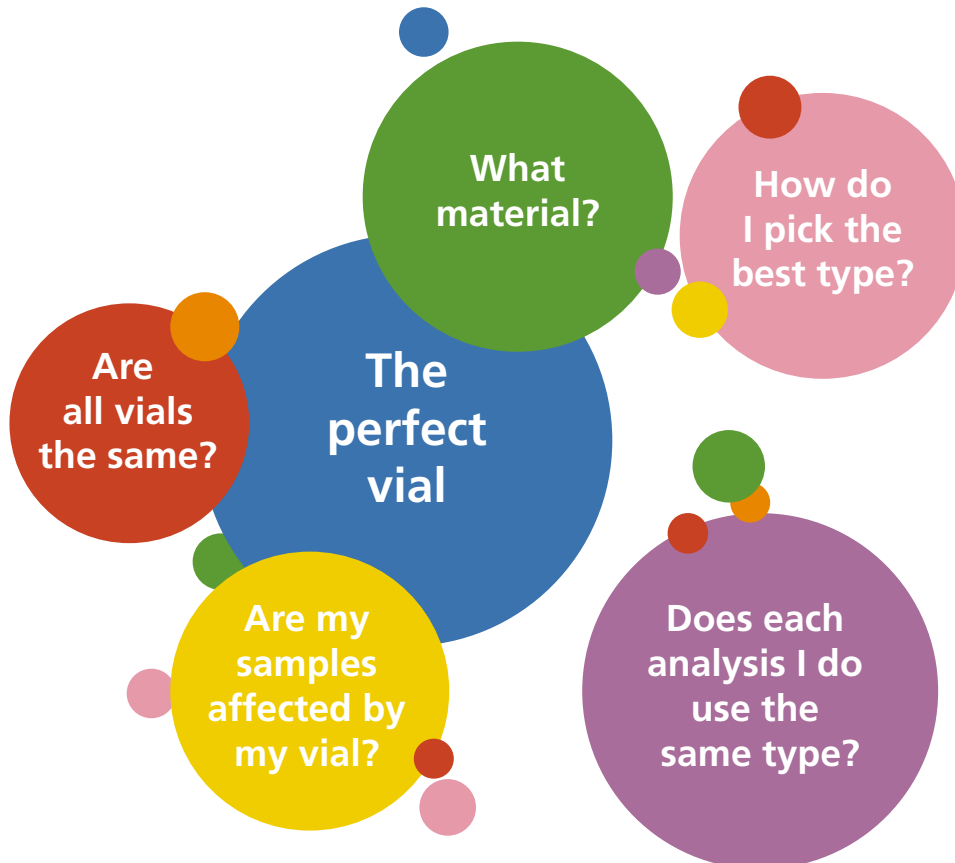 What
material?
How do
I pick the
best type?
Are
all vials
the same?
The
perfect
vial
Are my
samples
affected by
my vial?
Does each
analysis I do
use the
same type?